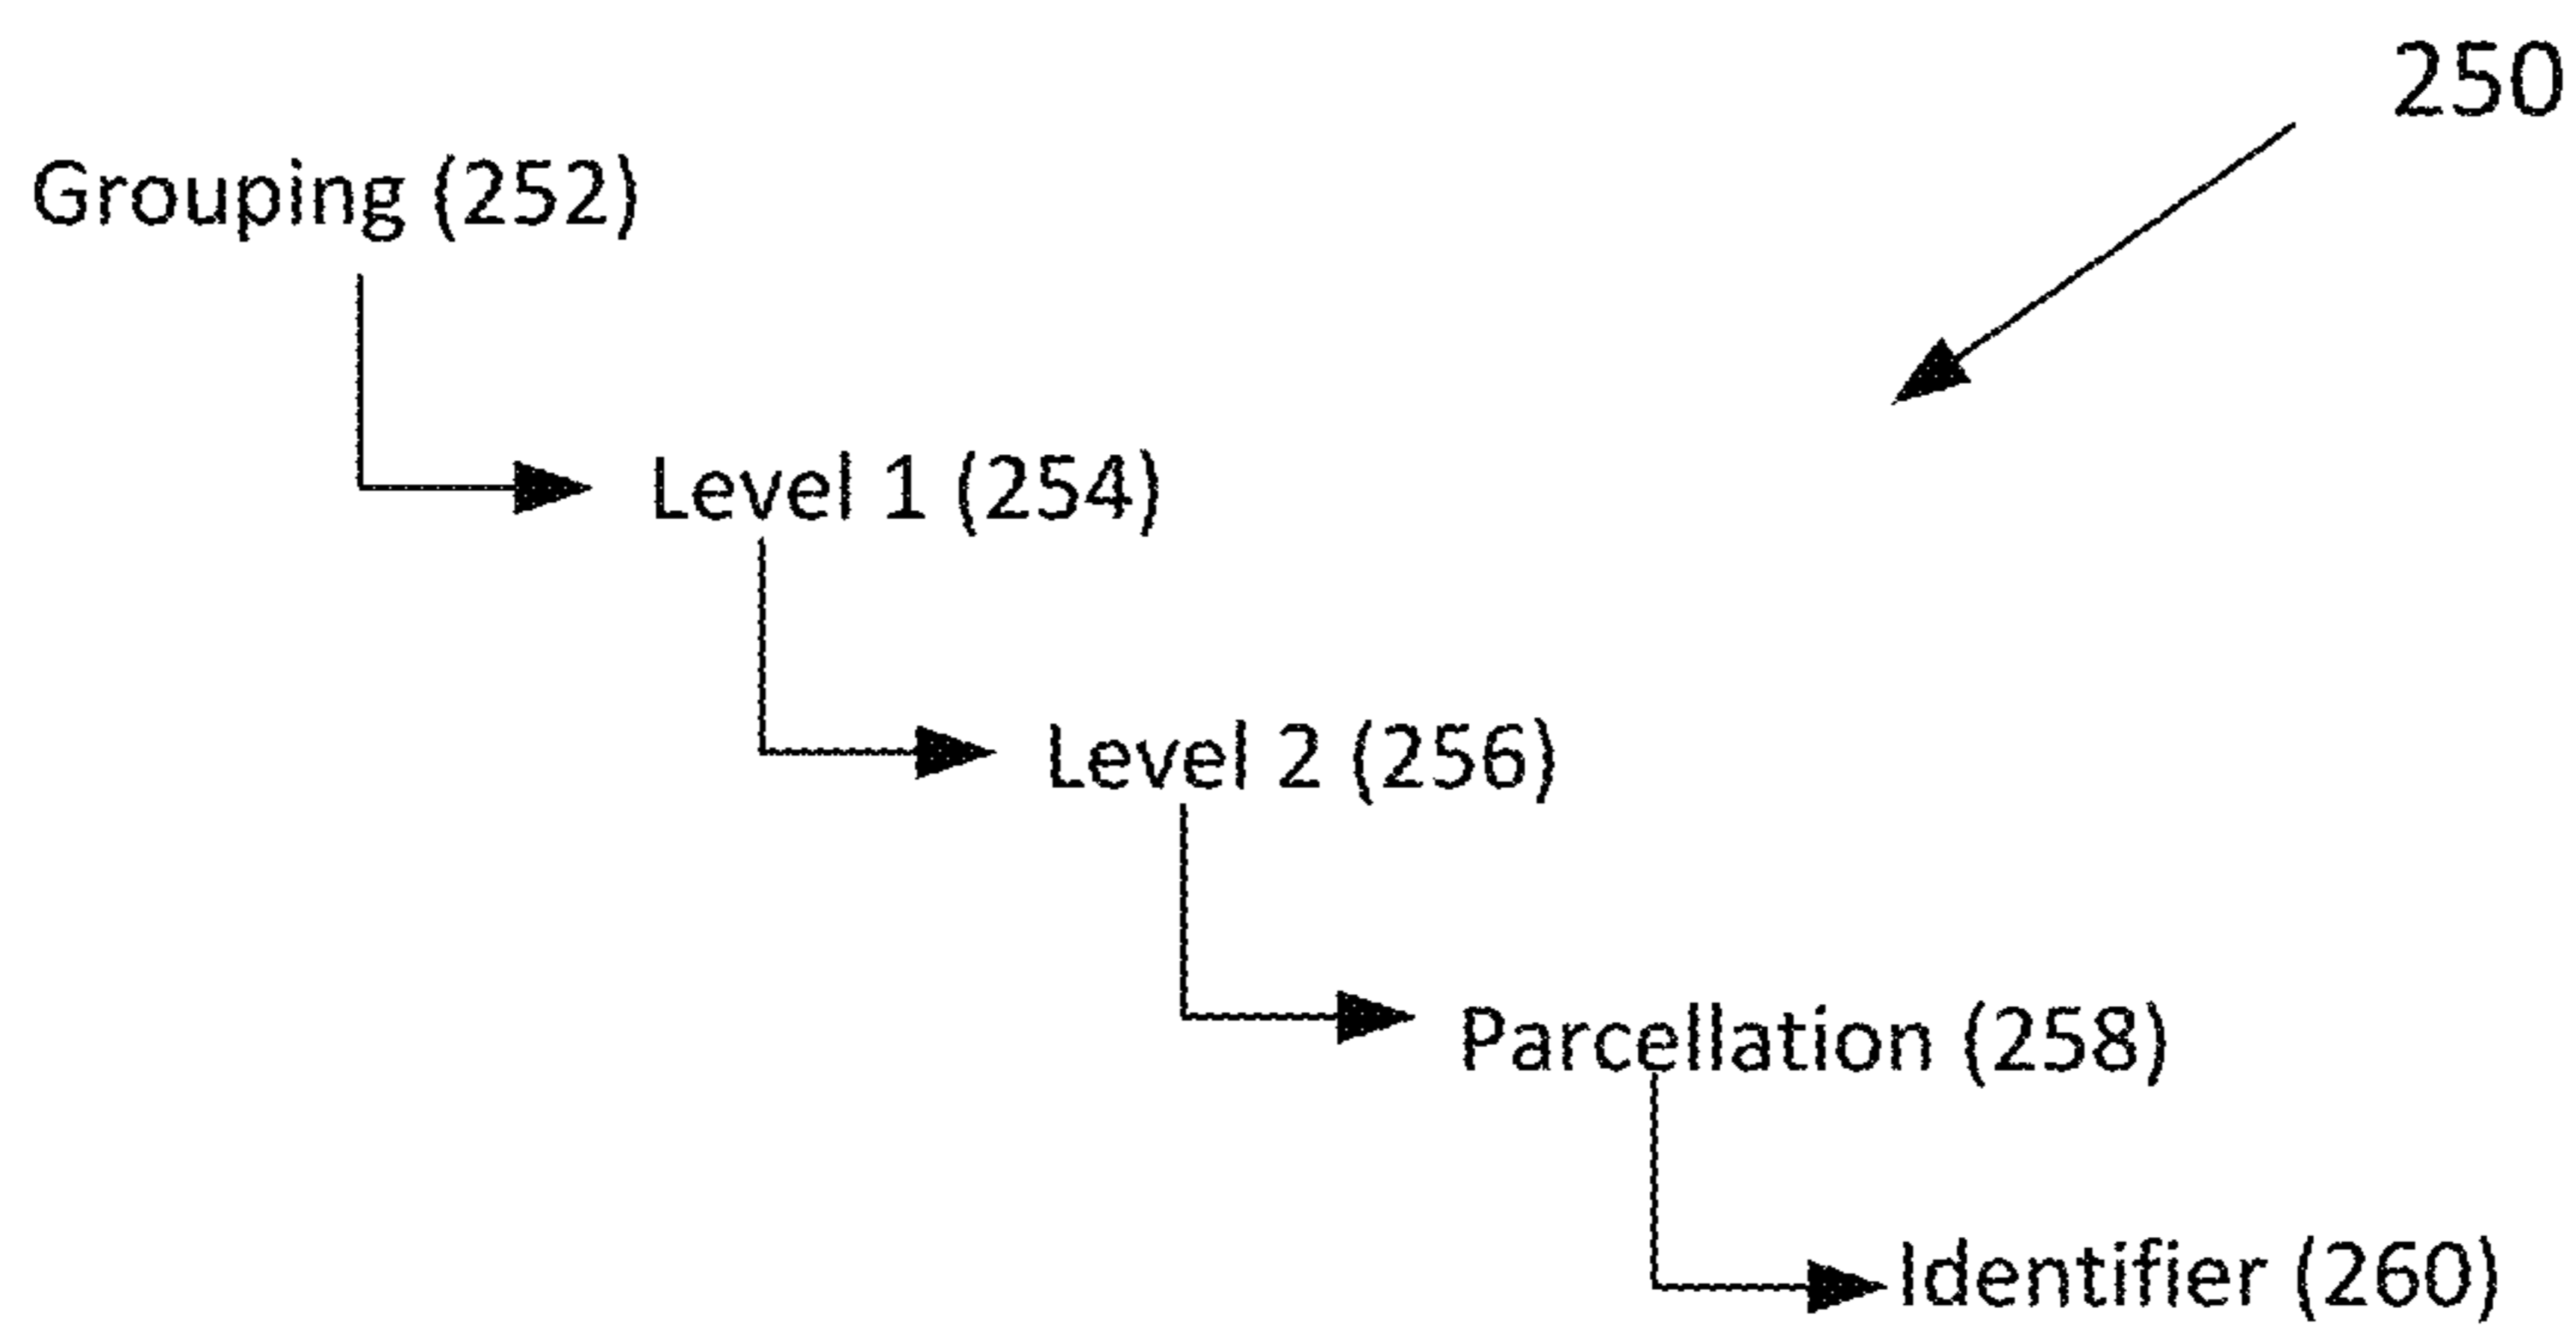 250
Grouping (252)
Level 1 (254)
Level 2 (256)
Parcellation (258)
Identifier (260)